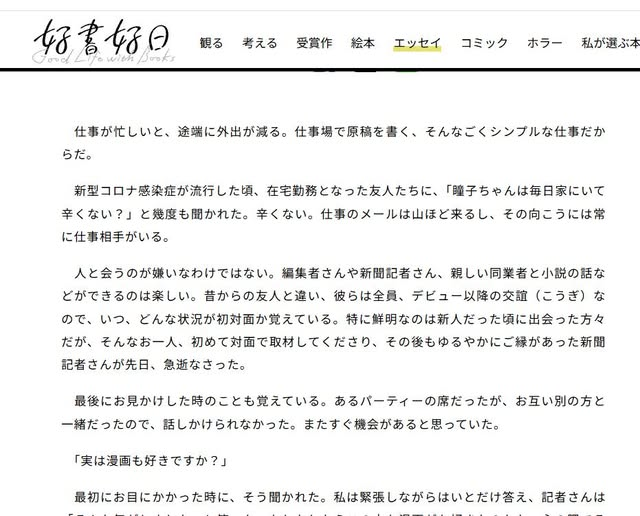 好書好日
Good Life with Books
観る 考える 受賞作 絵本 エッセイ コミック ホラー 私が選ぶ本
仕事が忙しいと、途端に外出が減る。仕事場で原稿を書く、そんなごくシンプルな仕事だか
らだ。
新型コロナ感染症が流行した頃、在宅勤務となった友人たちに、「瞳子ちゃんは毎日家にいて
辛くない？」と幾度も聞かれた。辛くない。仕事のメールは山ほど来るし、その向こうには常
に仕事相手がいる。
人と会うのが嫌いなわけではない。編集者さんや新聞記者さん、親しい同業者と小説の話な
どができるのは楽しい。昔からの友人と違い、彼らは全員、デビュー以降の交誼（こうぎ）な
ので、いつ、どんな状況が初対面か覚えている。特に鮮明なのは新人だった頃に出会った方々
だが、そんなお一人、初めて対面で取材してくださり、その後もゆるやかにご縁があった新聞
記者さんが先日、急逝なさった。
最後にお見かけした時のことも覚えている。あるパーティーの席だったが、お互い別の方と
一緒だったので、話しかけられなかった。またすぐ機会があると思っていた。
「実は漫画も好きですか？」
最初にお目にかかった時に、そう聞かれた。私は緊張しながらはいとだけ答え、記者さんは